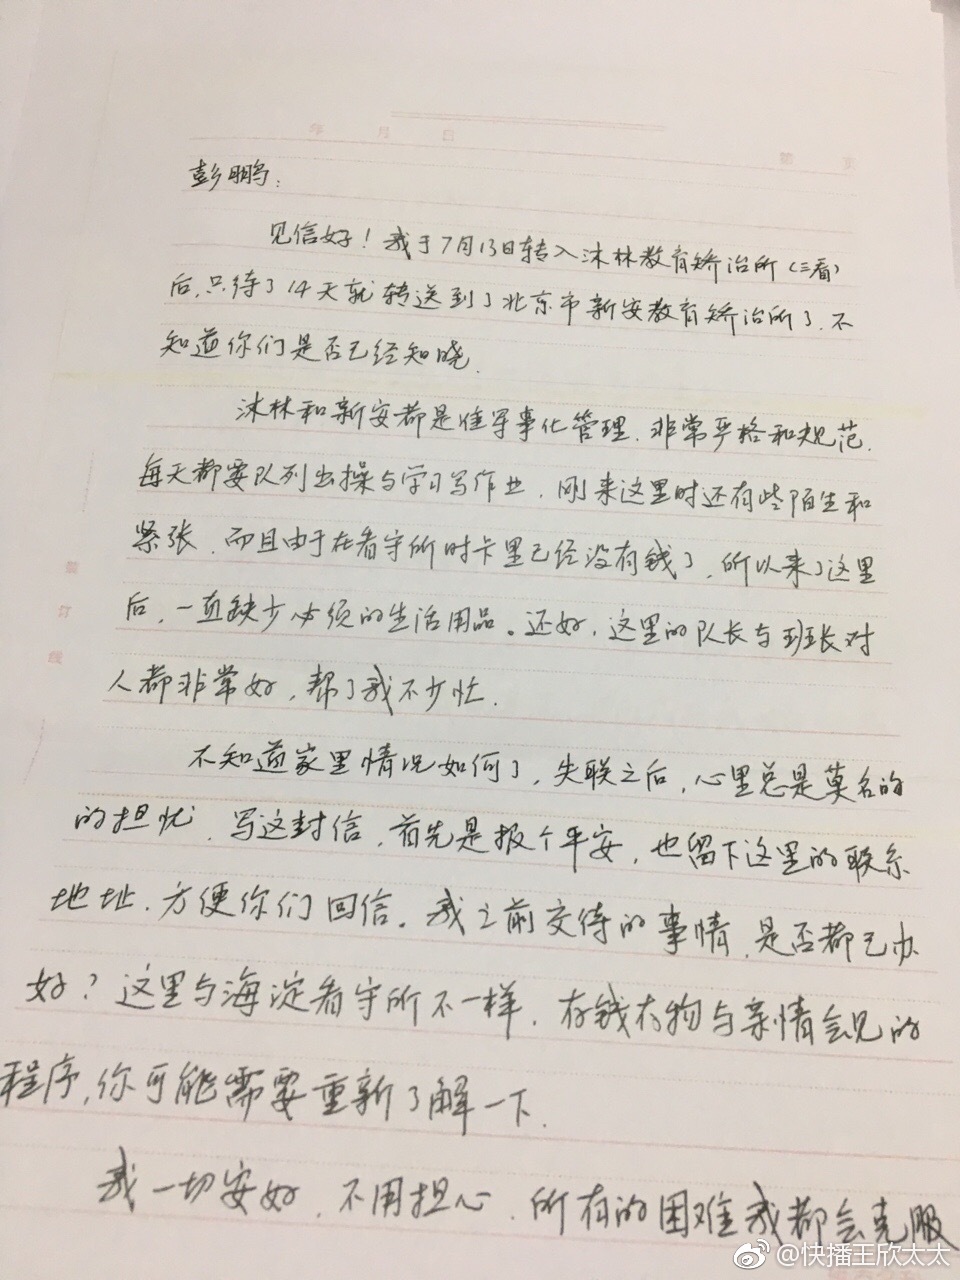 年 月 日
第 页
彭鹏：
见信好！我于7月13日转入沐林教育矫治所（三看）
后，只待了14天就转送到了北京市新安教育矫治所了，不
知道你们是否已经知晓。
沐林和新安都是准军事化管理，非常严格和规范，
每天都要队列出操与学习写作业，刚来这里时还有些陌生和
紧张，而且由于在看守所时卡里已经没有钱了，所以来了这里
后，一直缺少必须的生活用品。还好，这里的队长与班长对
人都非常好，帮了我不少忙。
不知道家里情况如何了，失联之后，心里总是莫名的
的担忧，写这封信，首先是报个平安，也留下这里的联系
地址，方便你们回信。我之前交待的事情，是否都已办
好？这里与海淀看守所不一样，存钱存物与亲情会见的
程序，你可能需要重新了解一下。
我一切安好，不用担心，所有的困难我都会克服
装
订
线
@快播王欣太太